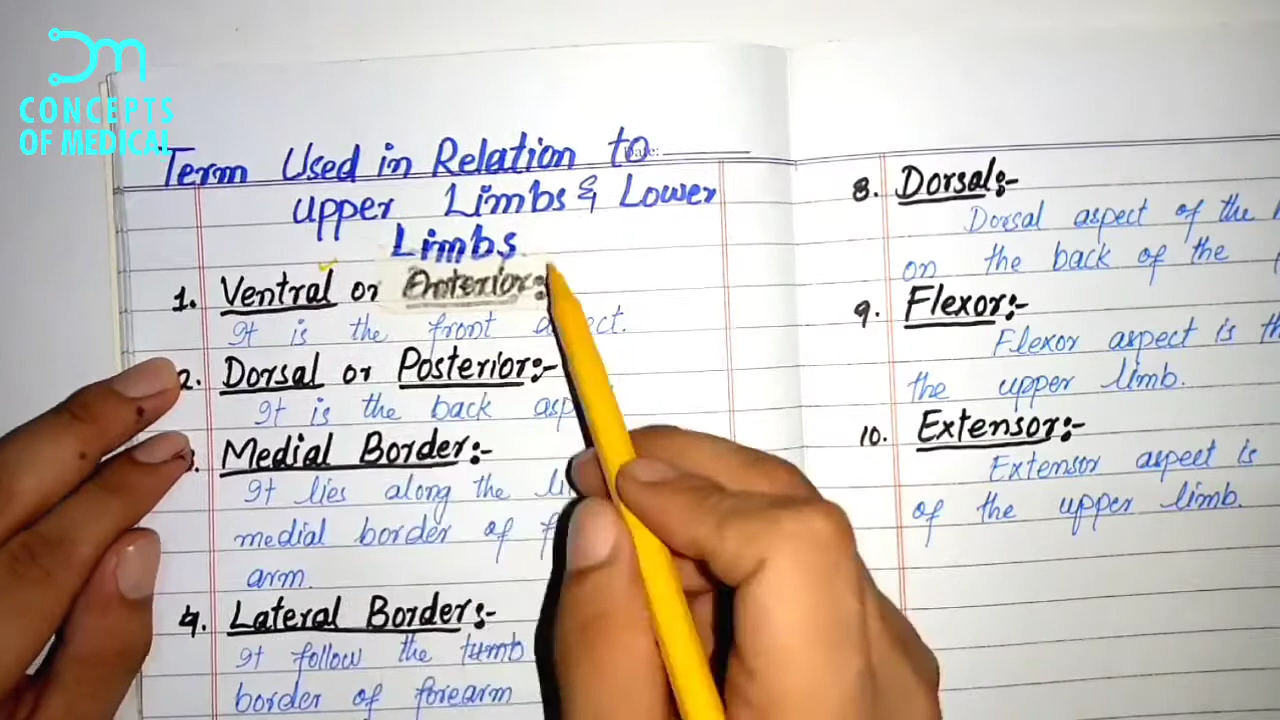 Dm
CONCEPTS
OF MEDICAL
Term Used in Relation to
Date:
Upper Limbs & Lower
Limbs
1. Ventral or Anterior:-
It is the front aspect.
2. Dorsal or Posterior:-
It is the back
Medial Border:-
It lies along the
medial border of
arm.
4. Lateral Border:-
It follow the tumb
border of forearm
8. Dorsal:-
Dorsal aspect of the
on the back of the
9. Flexor:-
Flexor aspect is
the upper limb.
10. Extensor:-
Extensor aspect is
of the upper limb.